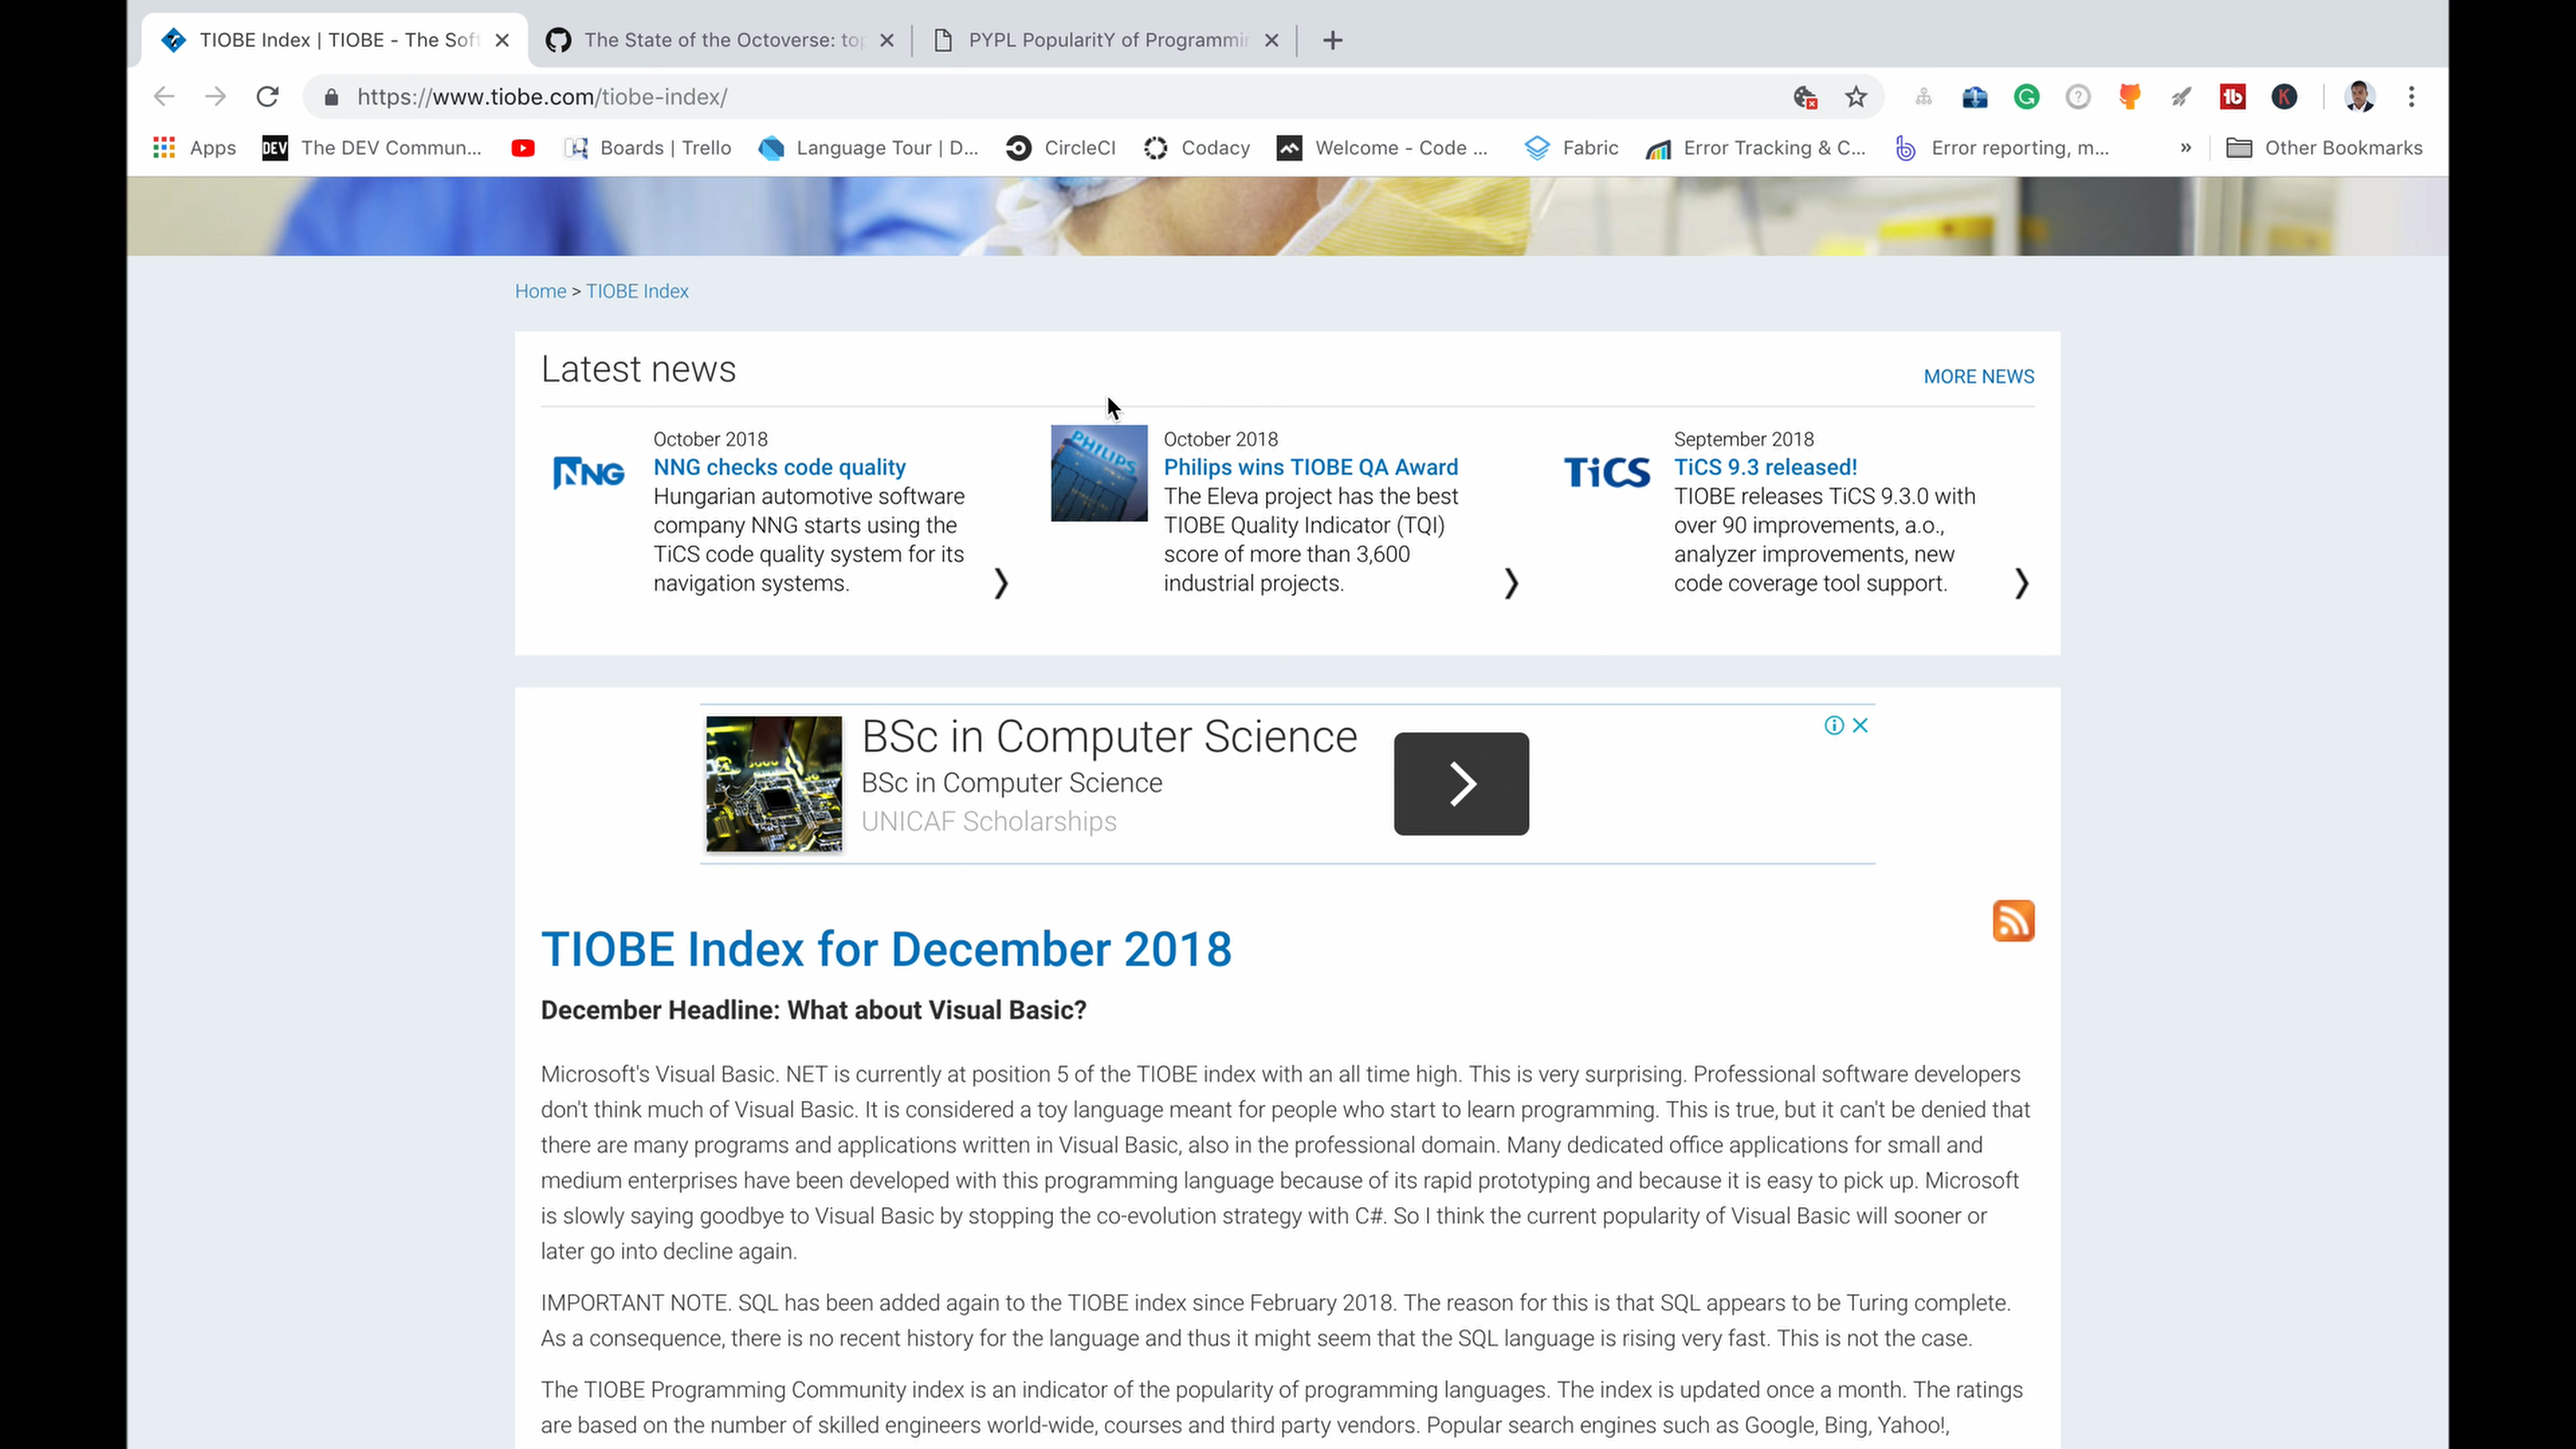 TIOBE Index | TIOBE - The Soft
The State of the Octoverse: top
PYPL PopularitY of Programmin
https://www.tiobe.com/tiobe-index/
Apps
DEV The DEV Commun...
Boards | Trello
Language Tour | D...
CircleCI
Codacy
Welcome - Code ...
Fabric
Error Tracking & C...
Error reporting, m...
»
Other Bookmarks
Home > TIOBE Index
Latest news
MORE NEWS
NNG
October 2018
NNG checks code quality
Hungarian automotive software
company NNG starts using the
TiCS code quality system for its
navigation systems.
PHILIPS
October 2018
Philips wins TIOBE QA Award
The Eleva project has the best
TIOBE Quality Indicator (TQI)
score of more than 3,600
industrial projects.
TiCS
September 2018
TiCS 9.3 released!
TIOBE releases TiCS 9.3.0 with
over 90 improvements, a.o.,
analyzer improvements, new
code coverage tool support.
BSc in Computer Science
BSc in Computer Science
UNICAF Scholarships
TIOBE Index for December 2018
December Headline: What about Visual Basic?
Microsoft's Visual Basic. NET is currently at position 5 of the TIOBE index with an all time high. This is very surprising. Professional software developers
don't think much of Visual Basic. It is considered a toy language meant for people who start to learn programming. This is true, but it can't be denied that
there are many programs and applications written in Visual Basic, also in the professional domain. Many dedicated office applications for small and
medium enterprises have been developed with this programming language because of its rapid prototyping and because it is easy to pick up. Microsoft
is slowly saying goodbye to Visual Basic by stopping the co-evolution strategy with C#. So I think the current popularity of Visual Basic will sooner or
later go into decline again.
IMPORTANT NOTE. SQL has been added again to the TIOBE index since February 2018. The reason for this is that SQL appears to be Turing complete.
As a consequence, there is no recent history for the language and thus it might seem that the SQL language is rising very fast. This is not the case.
The TIOBE Programming Community index is an indicator of the popularity of programming languages. The index is updated once a month. The ratings
are based on the number of skilled engineers world-wide, courses and third party vendors. Popular search engines such as Google, Bing, Yahoo!,